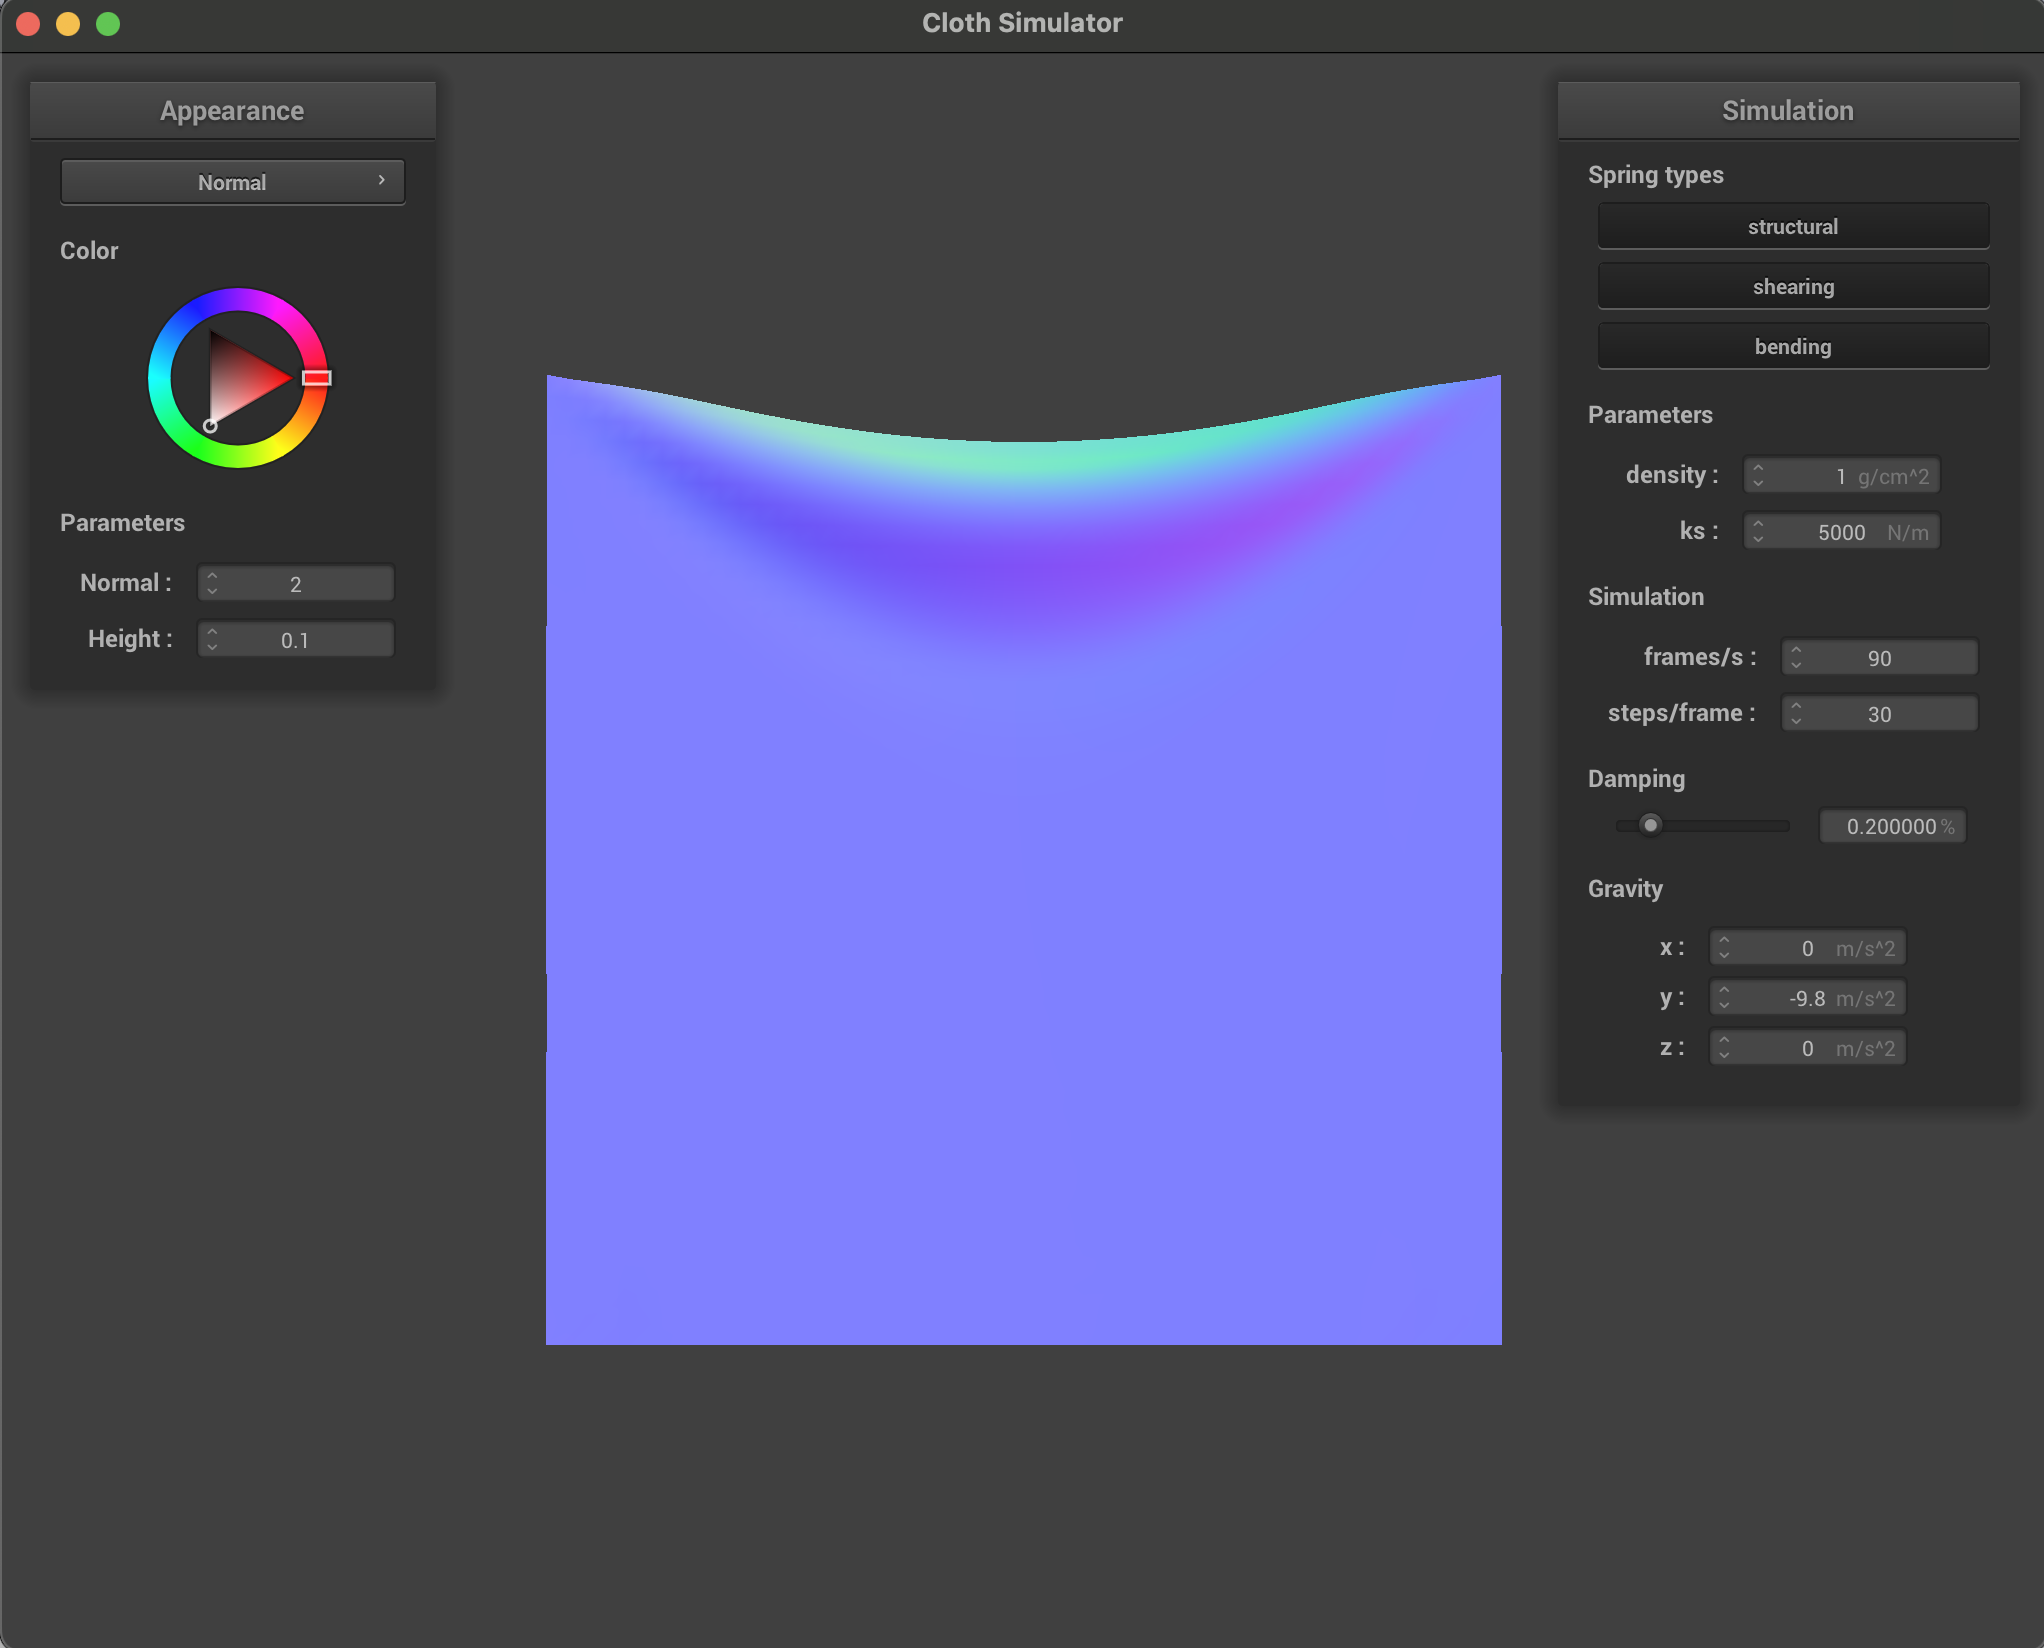 Cloth Simulator
Appearance
Normal
Color
Parameters
Normal : 2
Height : 0.1
Simulation
Spring types
structural
shearing
bending
Parameters
density : 1 g/cm^2
ks : 5000 N/m
Simulation
frames/s : 90
steps/frame : 30
Damping
0.200000 %
Gravity
x : 0 m/s^2
y : -9.8 m/s^2
z : 0 m/s^2